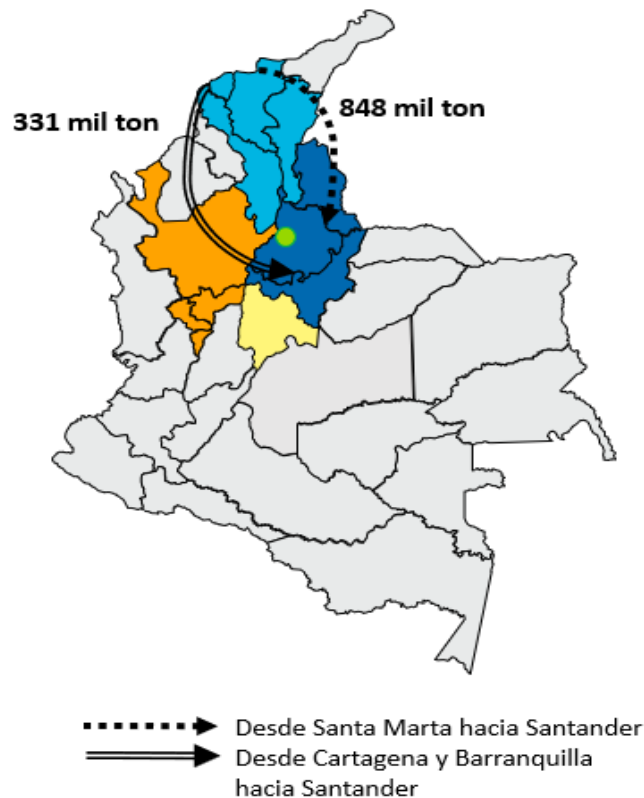 331 mil ton
848 mil ton
Desde Santa Marta hacia Santander
Desde Cartagena y Barranquilla
hacia Santander